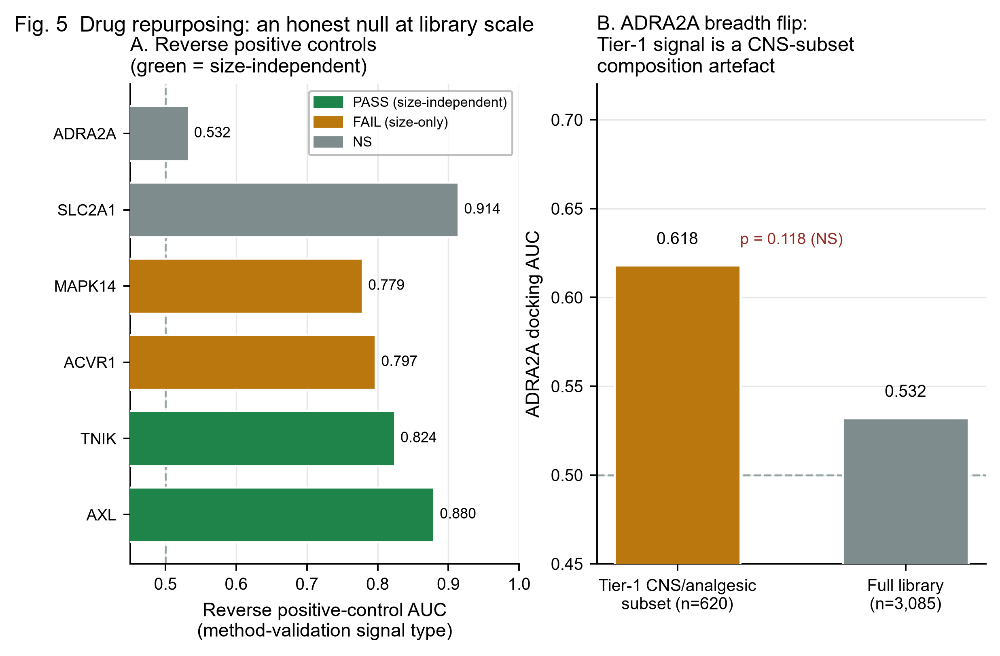 Fig. 5  Drug repurposing: an honest null at library scale
A. Reverse positive controls
(green = size-independent)
PASS (size-independent)
FAIL (size-only)
NS
ADRA2A
0.532
SLC2A1
0.914
MAPK14
0.779
ACVR1
0.797
TNIK
0.824
AXL
0.880
0.5
0.6
0.7
0.8
0.9
1.0
Reverse positive-control AUC
(method-validation signal type)
B. ADRA2A breadth flip:
Tier-1 signal is a CNS-subset
composition artefact
ADRA2A docking AUC
0.70
0.65
0.60
0.55
0.50
0.45
0.618
p = 0.118 (NS)
0.532
Tier-1 CNS/analgesic
subset (n=620)
Full library
(n=3,085)